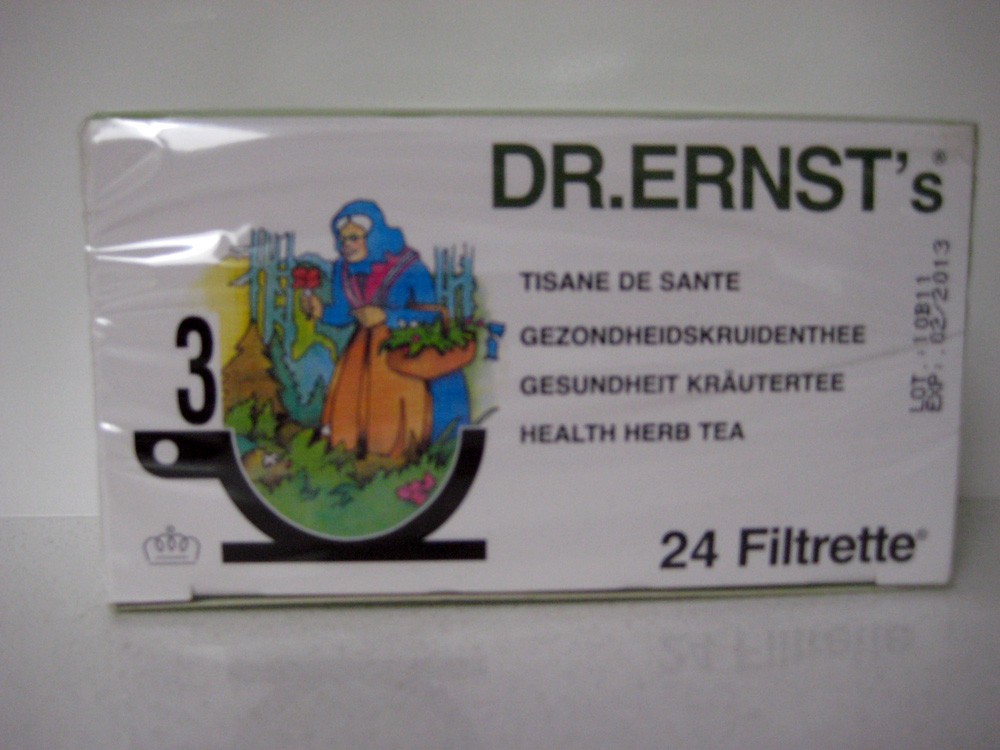 DR.ERNST's®
TISANE DE SANTE
GEZONDHEIDSKRUIDENTHEE
GESUNDHEIT KRÄUTERTEE
HEALTH HERB TEA
LOT.:10B11
EXP.:02/2013
3
24 Filtrette®